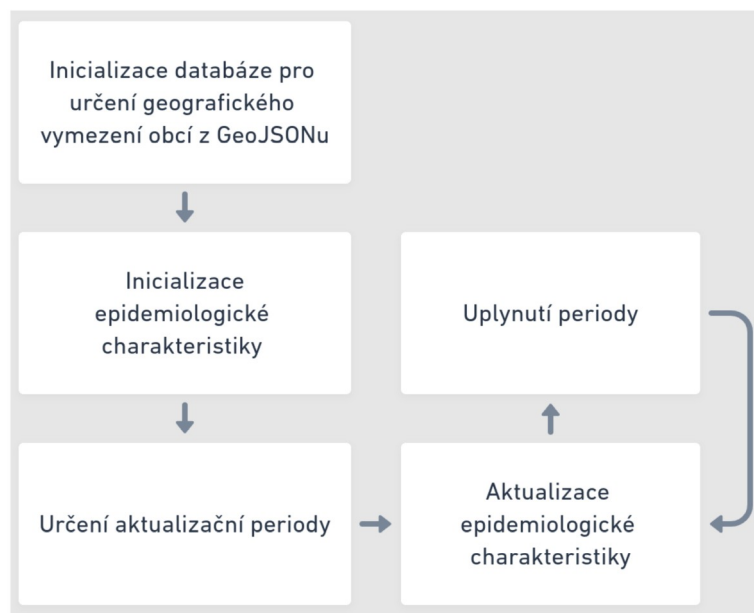 Inicializace databáze pro
určení geografického
vymezení obcí z GeoJSONu
Inicializace
epidemiologické
charakteristiky
Určení aktualizační periody
Aktualizace
epidemiologické
charakteristiky
Uplynutí periody